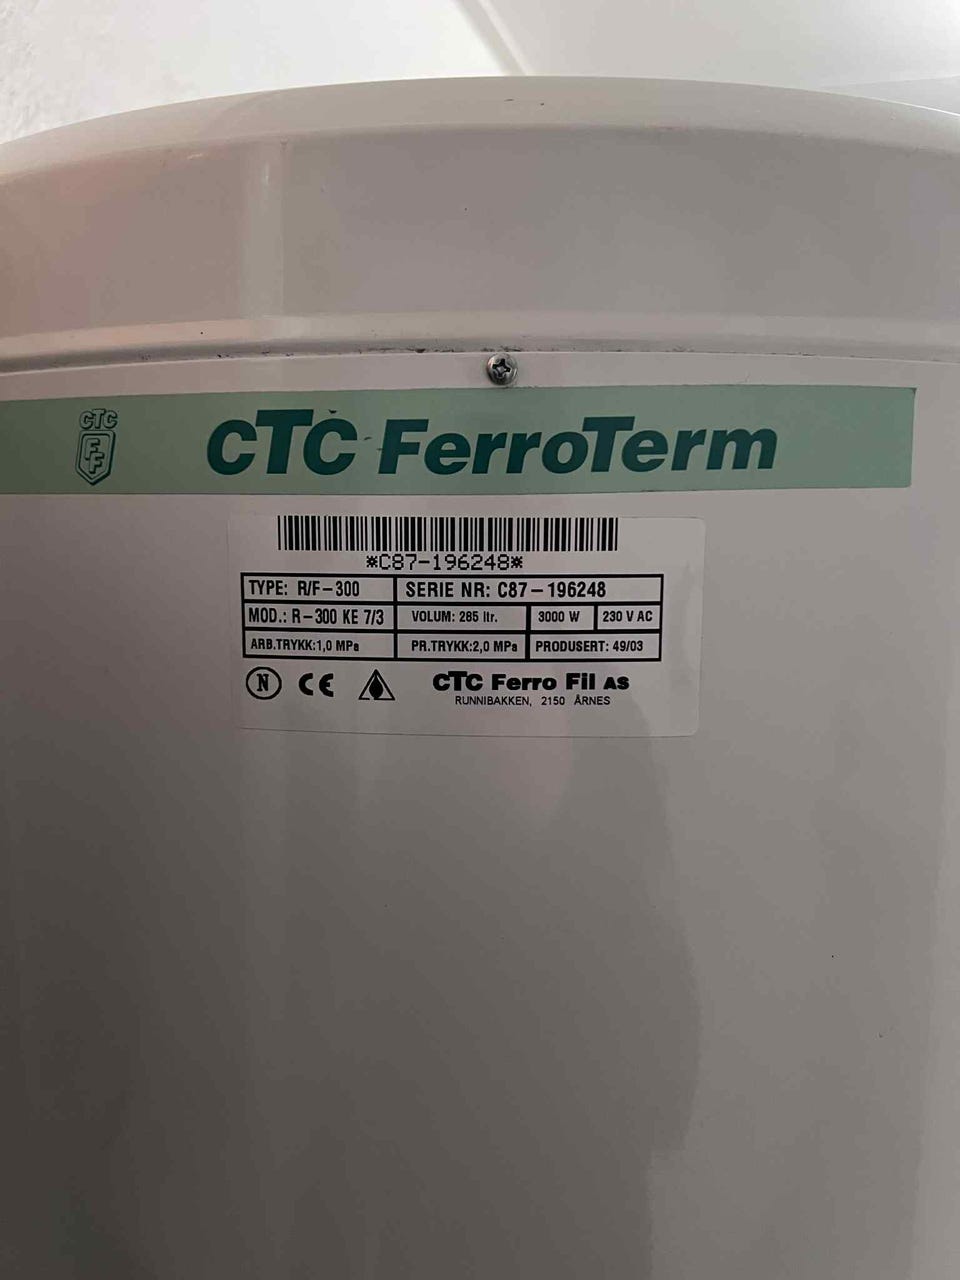 CTC
FF
CTC FerroTerm
*C87-196248*
TYPE: R/F-300 SERIE NR: C87-196248
MOD.: R-300 KE 7/3 VOLUM: 285 ltr. 3000 W 230 V AC
ARB.TRYKK:1,0 MPa PR.TRYKK:2,0 MPa PRODUSERT: 49/03
N CE CTC Ferro Fil AS
RUNNIBAKKEN, 2150 ÅRNES